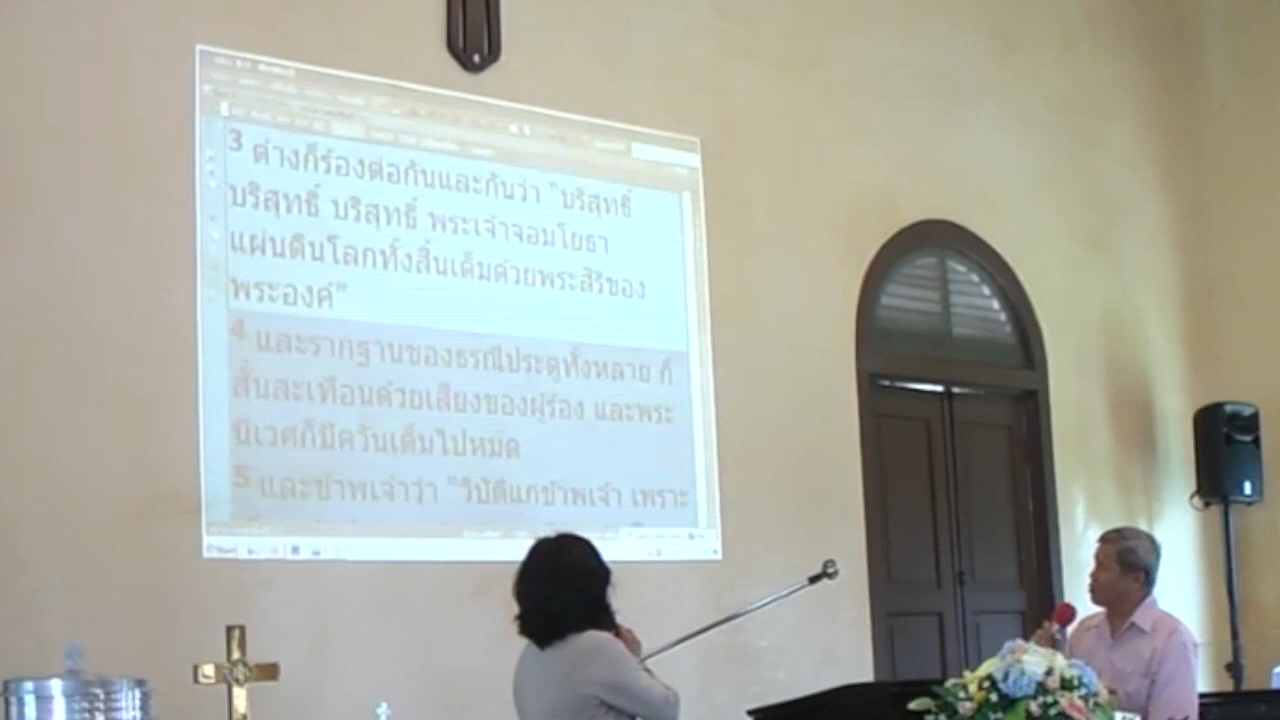 3 ต่างก็ร้องต่อกันและกันว่า "บริสุทธิ์
บริสุทธิ์ บริสุทธิ์ พระเจ้าจอมโยธา
แผ่นดินโลกทั้งสิ้นเต็มด้วยพระสิริของ
พระองค์"
4 และรากฐานของธรณีประตูทั้งหลาย ก็
สั่นสะเทือนด้วยเสียงของผู้ร้อง และพระ
นิเวศก็มีควันเต็มไปหมด
5 และข้าพเจ้าว่า "วิบัติแก่ข้าพเจ้า เพราะ